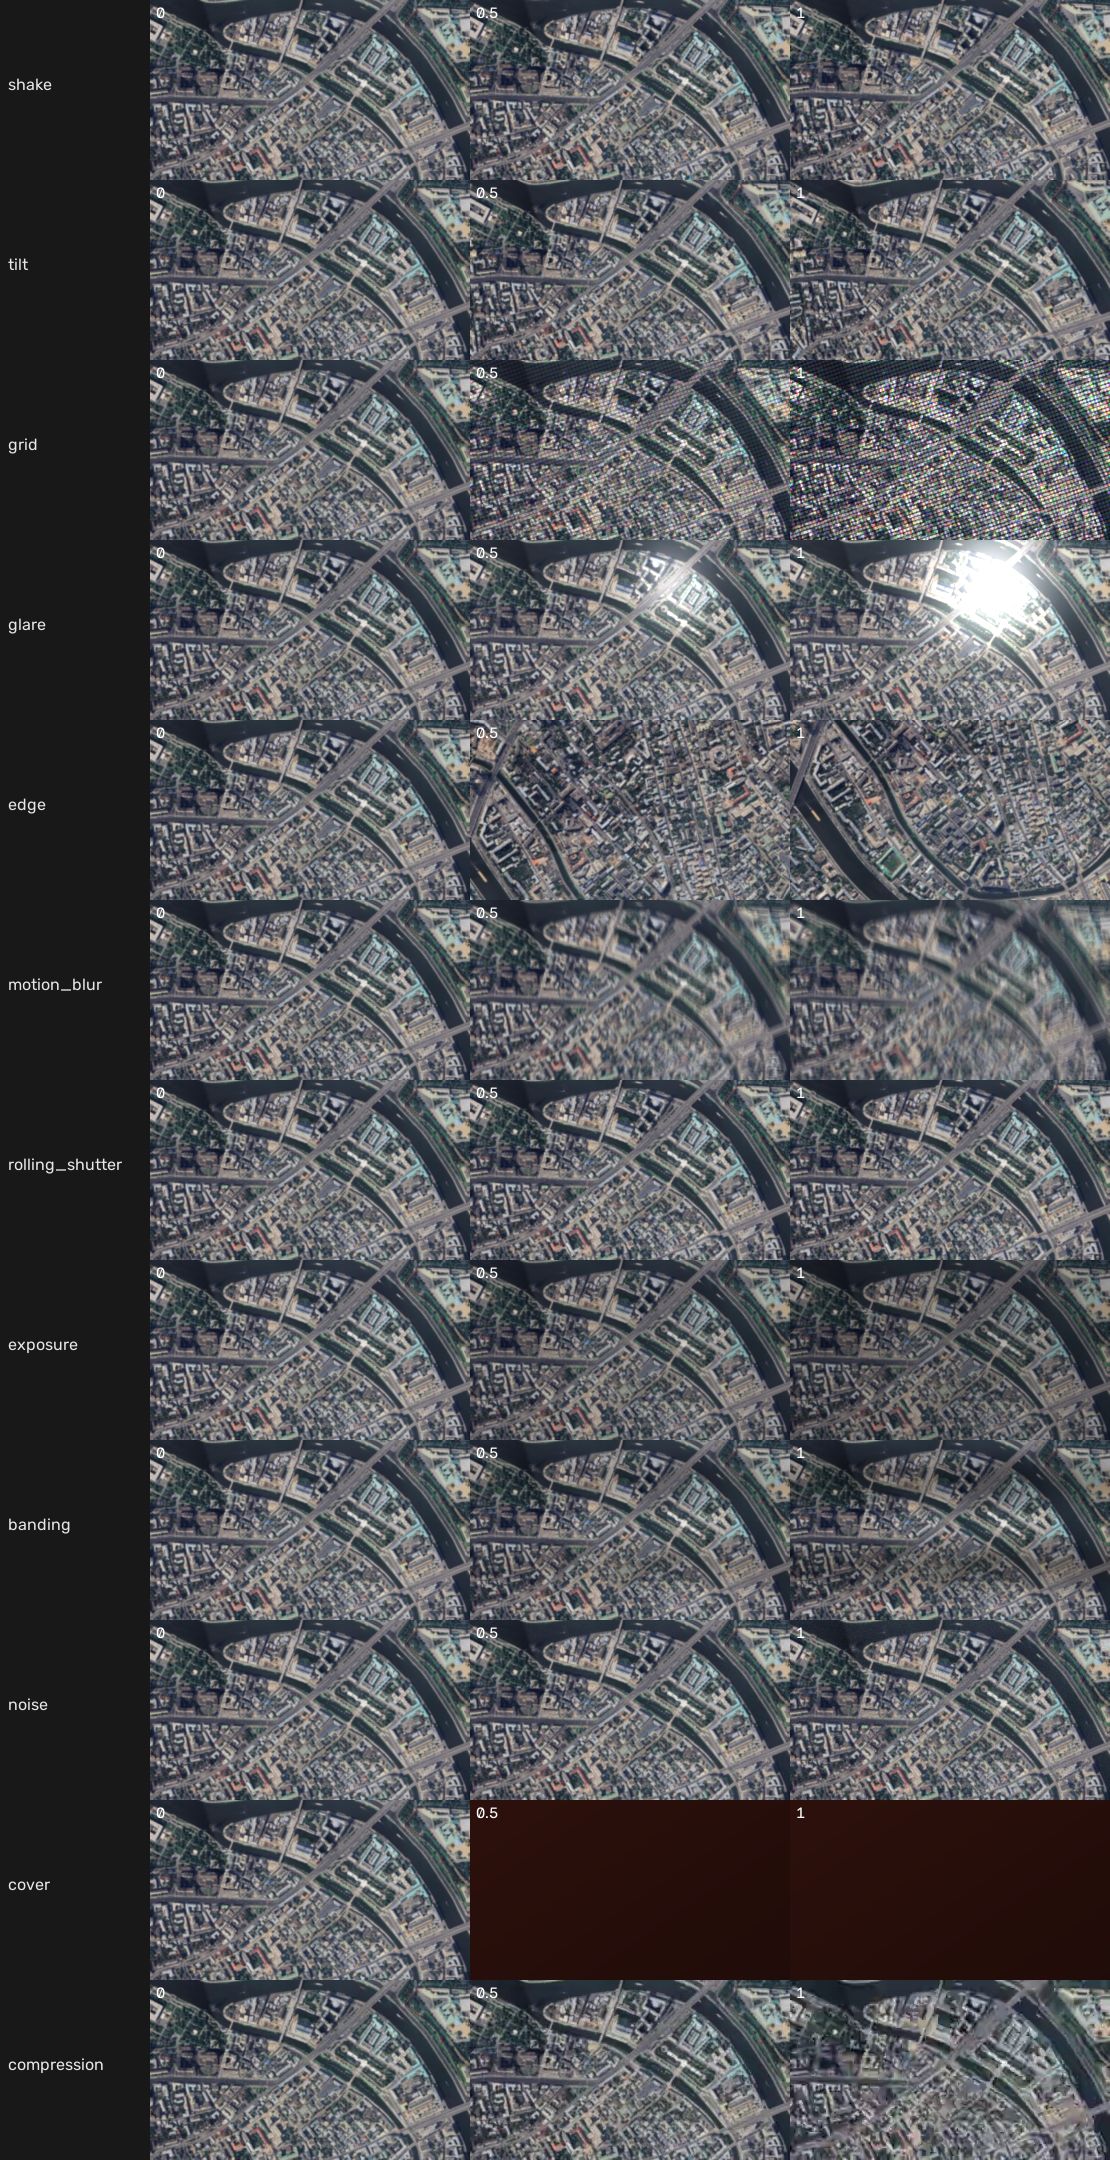 shake 0 0.5 1
tilt 0 0.5 1
grid 0 0.5 1
glare 0 0.5 1
edge 0 0.5 1
motion_blur 0 0.5 1
rolling_shutter 0 0.5 1
exposure 0 0.5 1
banding 0 0.5 1
noise 0 0.5 1
cover 0 0.5 1
compression 0 0.5 1